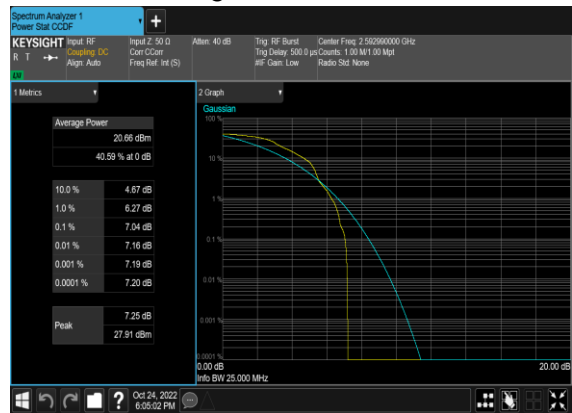 Spectrum Analyzer 1
Power Stat CCDF
+
KEYSIGHT
R T
LXI
Input: RF
Coupling: DC
Align: Auto
Input Z: 50 Ω
Corr CCorr
Freq Ref: Int (S)
Atten: 40 dB
Trig: RF Burst
Trig Delay: 500.0 µs
#IF Gain: Low
Center Freq: 2.592990000 GHz
Counts: 1.00 M/1.00 Mpt
Radio Std: None
1 Metrics
Average Power
20.66 dBm
40.59 % at 0 dB
10.0 % 4.67 dB
1.0 % 6.27 dB
0.1 % 7.04 dB
0.01 % 7.16 dB
0.001 % 7.19 dB
0.0001 % 7.20 dB
Peak
7.25 dB
27.91 dBm
2 Graph
Gaussian
100 %
10 %
1 %
0.1 %
0.01 %
0.001 %
0.0001 %
0.00 dB 20.00 dB
Info BW 25.000 MHz
?
Oct 24, 2022
6:05:02 PM